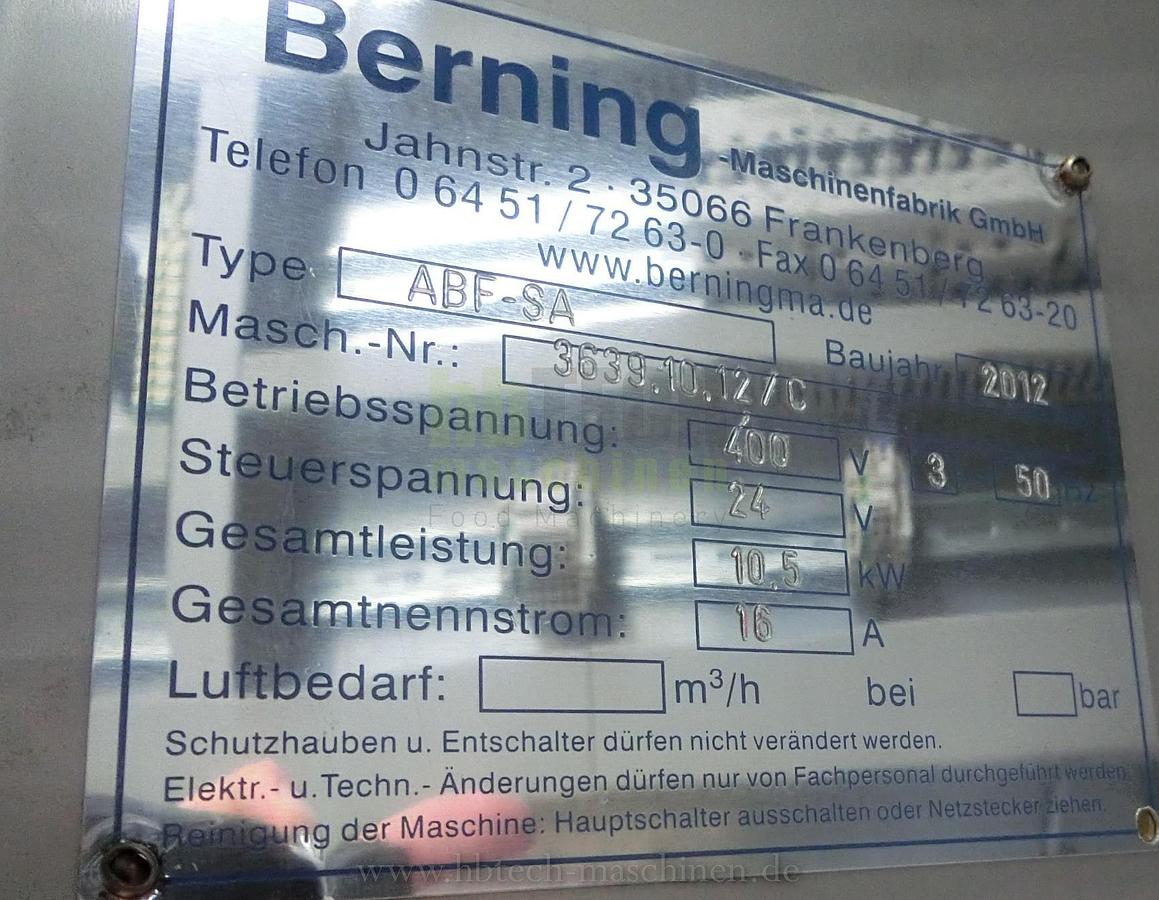 Berning -Maschinenfabrik GmbH
Jahnstr. 2 · 35066 Frankenberg
Telefon 0 64 51 / 72 63-0 · Fax 0 64 51 / 72 63-20
www.berningma.de
Type ABF-SA
Masch.-Nr.: 3639.10.12/C Baujahr 2012
Betriebsspannung: 400 V 3 50 Hz
Steuerspannung: 24 V
Gesamtleistung: 10,5 kW
Gesamtnennstrom: 16 A
Luftbedarf: m³/h bei bar
Schutzhauben u. Entschalter dürfen nicht verändert werden.
Elektr.- u. Techn.- Änderungen dürfen nur von Fachpersonal durchgeführt werden.
Reinigung der Maschine: Hauptschalter ausschalten oder Netzstecker ziehen.
hbTech
maschinen
Food Machinery
www.hbtech-maschinen.de